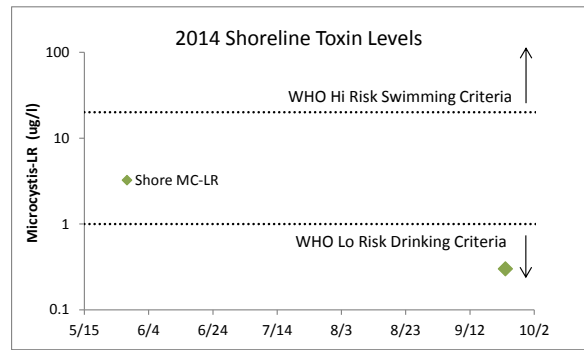 2014 Shoreline Toxin Levels
100
WHO Hi Risk Swimming Criteria
10
Microcystis-LR (ug/l)
Shore MC-LR
1
WHO Lo Risk Drinking Criteria
0.1
5/15 6/4 6/24 7/14 8/3 8/23 9/12 10/2